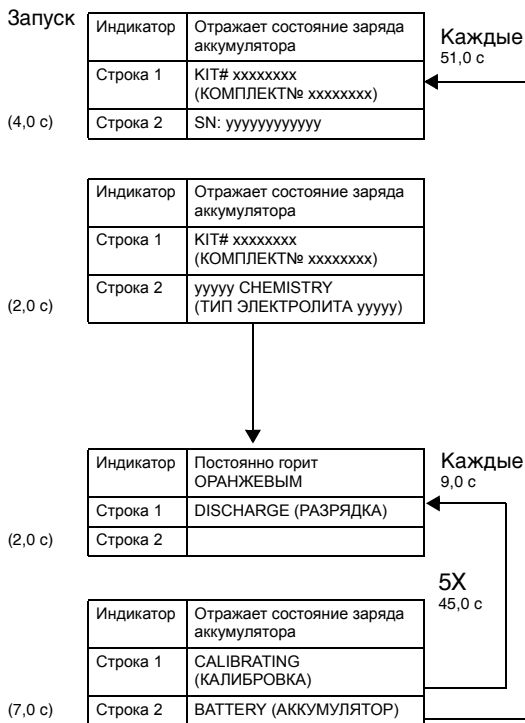 Запуск
Индикатор Отражает состояние заряда
аккумулятора
Каждые
51,0 с
Строка 1 KIT# xxxxxxxx
(КОМПЛЕКТ№ xxxxxxxx)
(4,0 с) Строка 2 SN: yyyyyyyyyyyy
Индикатор Отражает состояние заряда
аккумулятора
Строка 1 KIT# xxxxxxxx
(КОМПЛЕКТ№ xxxxxxxx)
(2,0 с) Строка 2 yyyyy CHEMISTRY
(ТИП ЭЛЕКТРОЛИТА yyyyy)
Индикатор Постоянно горит
ОРАНЖЕВЫМ
Каждые
9,0 с
Строка 1 DISCHARGE (РАЗРЯДКА)
(2,0 с) Строка 2
5X
45,0 с
Индикатор Отражает состояние заряда
аккумулятора
Строка 1 CALIBRATING
(КАЛИБРОВКА)
(7,0 с) Строка 2 BATTERY (АККУМУЛЯТОР)